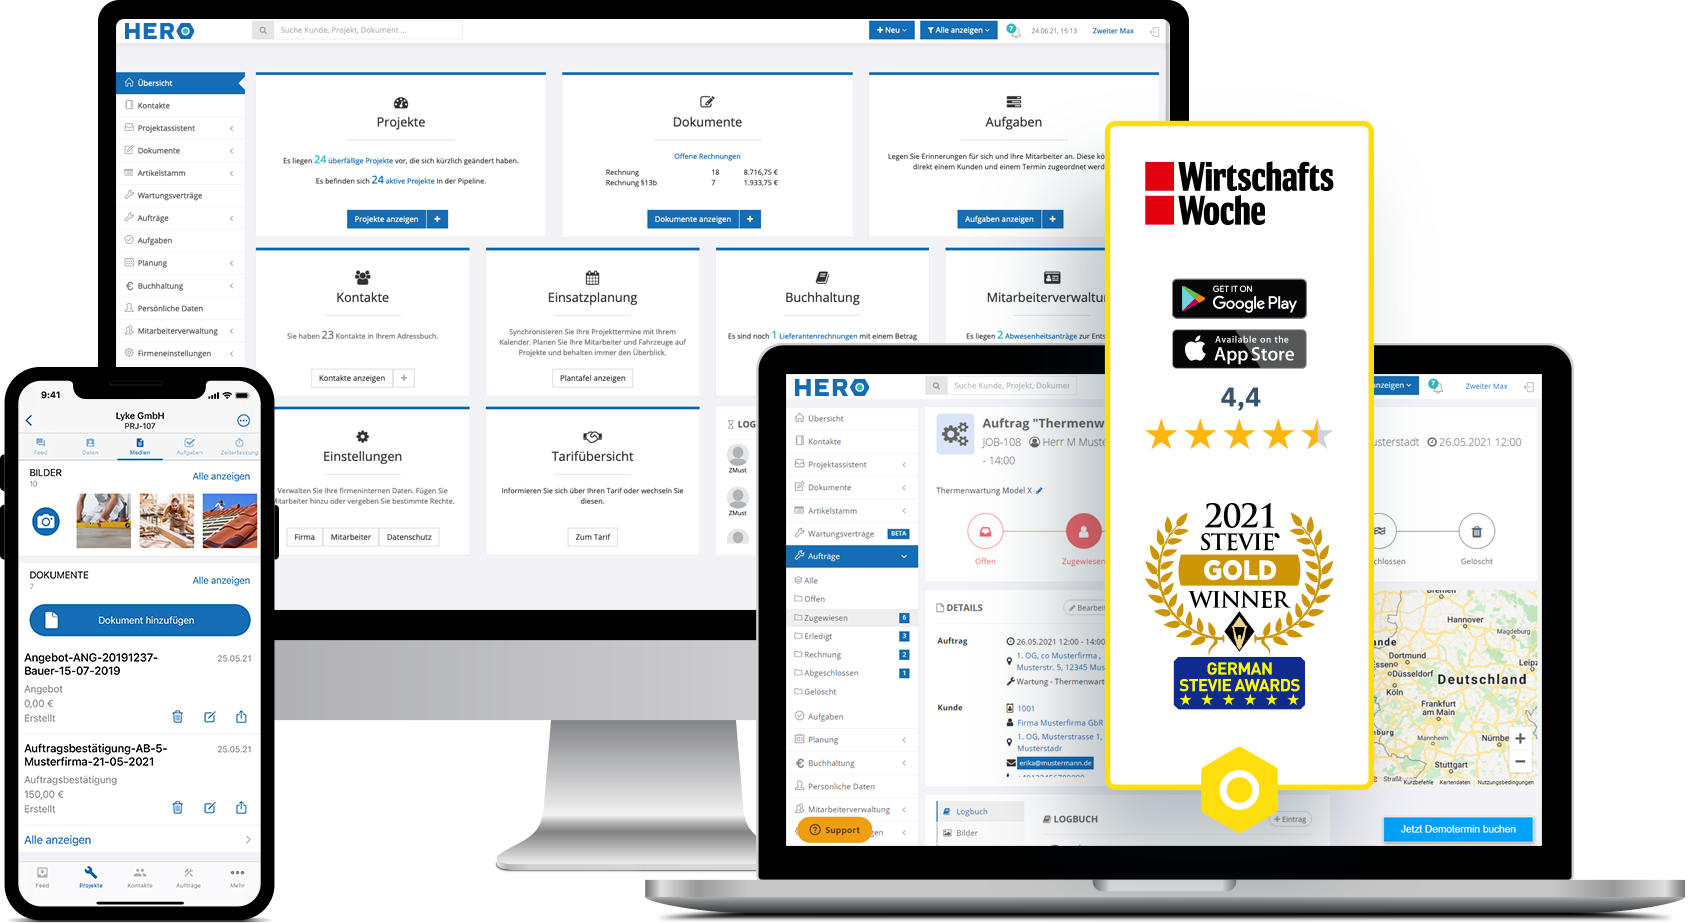 HERO
Suche Kunde, Projekt, Dokument ...
Neu
Alle anzeigen
7
24.06.21, 15:13
Zweiter Max
Übersicht
Kontakte
Projektassistent
Dokumente
Artikelstamm
Wartungsverträge
Aufträge
Aufgaben
Planung
Buchhaltung
Persönliche Daten
Mitarbeiterverwaltung
Firmeneinstellungen
Projekte
Es liegen 24 überfällige Projekte vor, die sich kürzlich geändert haben.
Es befinden sich 24 aktive Projekte in der Pipeline.
Projekte anzeigen +
Dokumente
Offene Rechnungen
Rechnung 18 8.716,75 €
Rechnung §13b 7 1.933,75 €
Dokumente anzeigen +
Aufgaben
Legen Sie Erinnerungen für sich und Ihre Mitarbeiter an. Diese kö
direkt einem Kunden und einem Termin zugeordnet werd
Aufgaben anzeigen +
Kontakte
Sie haben 23 Kontakte in Ihrem Adressbuch.
Kontakte anzeigen +
Einsatzplanung
Synchronisieren Sie Ihre Projekttermine mit Ihrem
Kalender. Planen Sie Ihre Mitarbeiter und Fahrzeuge auf
Projekte und behalten immer den Überblick.
Plantafel anzeigen
Buchhaltung
Es sind noch 1 Lieferantenrechnungen mit einem Betrag
Mitarbeiterverwaltu
Es liegen 2 Abwesenheitsanträge zur Ents
Einstellungen
Verwalten Sie Ihre firmeninternen Daten. Fügen Sie
Mitarbeiter hinzu oder vergeben Sie bestimmte Rechte.
Firma
Mitarbeiter
Datenschutz
Tarifübersicht
Informieren Sie sich über Ihren Tarif oder wechseln Sie
diesen.
Zum Tarif
LOG
ZMust
ZMust
9:41
Lyke GmbH
PRJ-107
Feed
Daten
Medien
Aufgaben
Zeiterfassung
BILDER
10
Alle anzeigen
DOKUMENTE
7
Alle anzeigen
Dokument hinzufügen
Angebot-ANG-20191237-
Bauer-15-07-2019
25.05.21
Angebot
0,00 €
Erstellt
Auftragsbestätigung-AB-5-
Musterfirma-21-05-2021
25.05.21
Auftragsbestätigung
150,00 €
Erstellt
Alle anzeigen
Feed
Projekte
Kontakte
Aufträge
Mehr
HERO
Suche Kunde, Projekt, Dokumer
nzeigen
7
Zweiter Max
Übersicht
Kontakte
Projektassistent
Dokumente
Artikelstamm
Wartungsverträge BETA
Aufträge
Alle
Offen
Zugewiesen 6
Erledigt 3
Rechnung 2
Abgeschlossen 1
Gelöscht
Aufgaben
Planung
Buchhaltung
Persönliche Daten
Mitarbeiterverwaltung
gen
Support
Auftrag "Thermenw
JOB-108 Herr M Muste
- 14:00
usterstadt 26.05.2021 12:00
Thermenwartung Model X
Offen
Zugewiesen
hlossen
Gelöscht
DETAILS
Bearbeit
Auftrag
26.05.2021 12:00 - 14:00
1. OG, co Musterfirma ,
Musterstr. 5, 12345 Mus
Wartung - Thermenwart
Kunde
1001
Firma Musterfirma GbR
1. OG, Musterstrasse 1,
Musterstadr
erika@mustermann.de
Logbuch
Bilder
LOGBUCH
+ Eintrag
Bremen
Hannover
Magdeburg
nde
Dortmund
Essen
Düsseldorf
Leipz
Köln
Deutschland
Frankfurt
am Main
burg
Mannheim
Nürnbe
Stuttgart
Straßb
Kurzbefehle
Kartendaten
Nutzungsbedingungen
Jetzt Demotermin buchen
Wirtschafts
Woche
GET IT ON
Google Play
Available on the
App Store
4,4
2021
STEVIE
GOLD
WINNER
GERMAN
STEVIE AWARDS